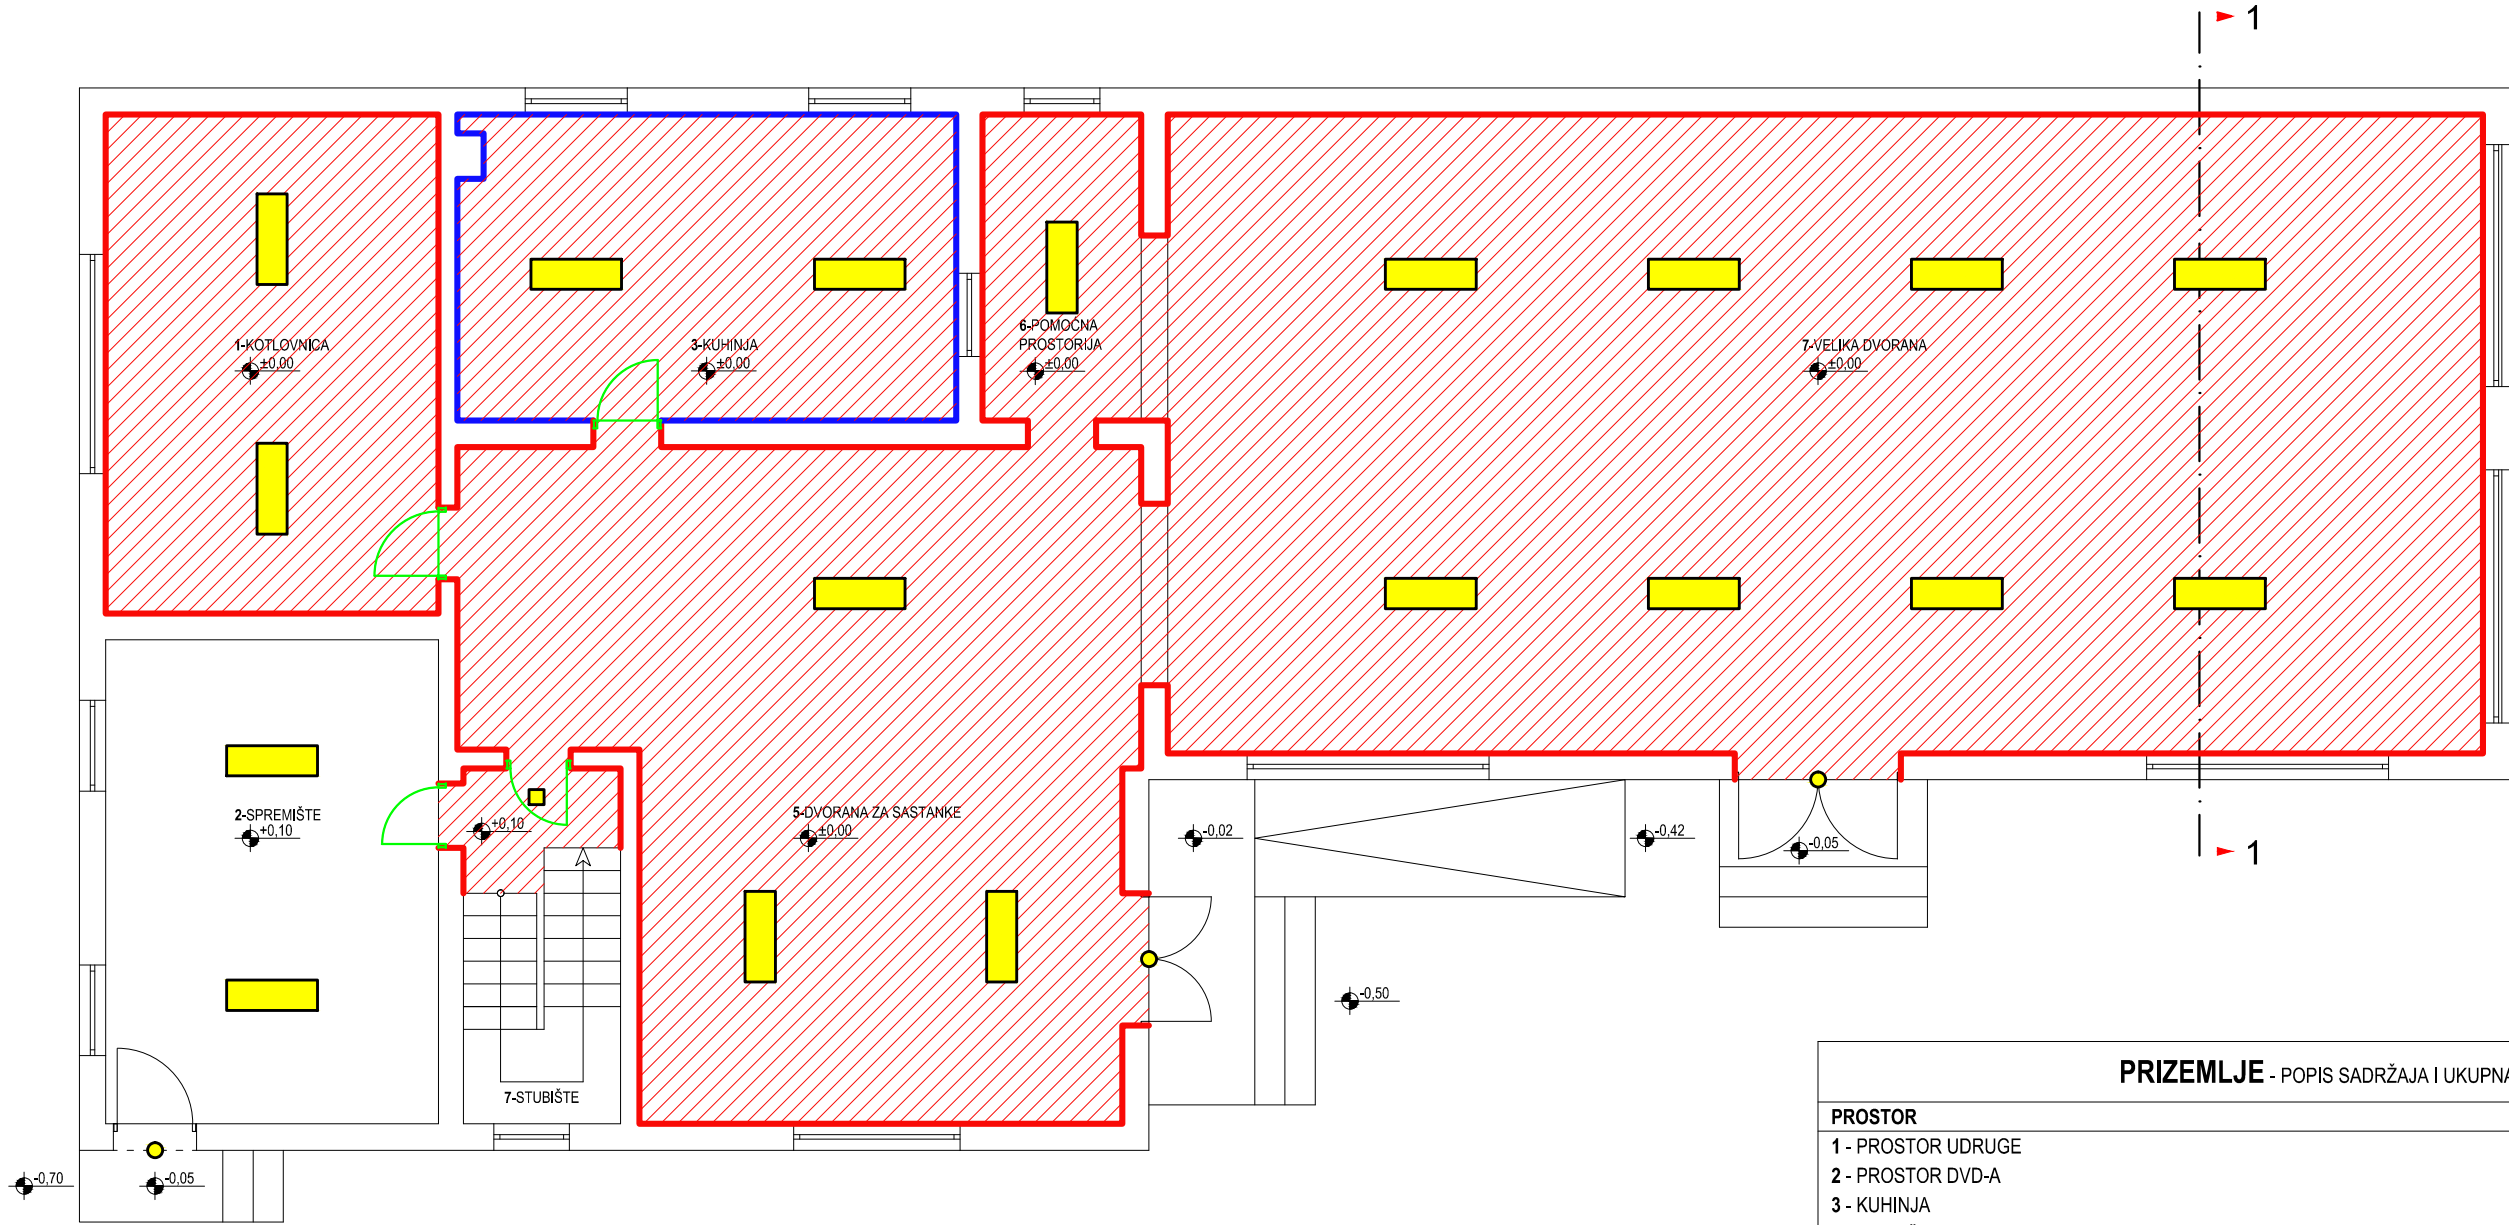 1
1-KOTLOVNICA
±0,00
3-KUHINJA
±0,00
6-POMOĆNA
PROSTORIJA
±0,00
7-VELIKA DVORANA
±0,00
2-SPREMIŠTE
+0,10
+0,10
5-DVORANA ZA SASTANKE
±0,00
-0,02
-0,42
-0,05
1
-0,50
7-STUBIŠTE
-0,70
-0,05
PRIZEMLJE - POPIS SADRŽAJA I UKUPNA
PROSTOR
1 - PROSTOR UDRUGE
2 - PROSTOR DVD-A
3 - KUHINJA